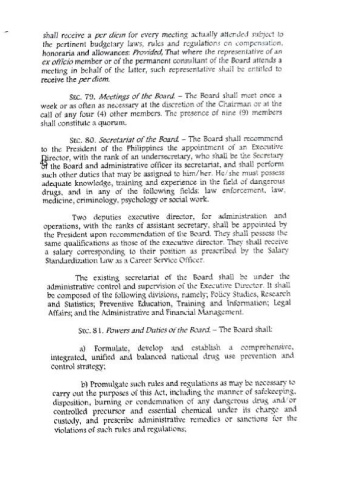 shall receive a per diem for every meeting actually attended subject to
the pertinent budgetary laws, rules and regulations on compensation,
honoraria and allowances: Provided, That where the representative of an
ex officio member or of the permanent consultant of the Board attends a
meeting in behalf of the latter, such representative shall be entitled to
receive the per diem.
SEC. 79. Meetings of the Board. – The Board shall meet once a
week or as often as necessary at the discretion of the Chairman or at the
call of any four (4) other members. The presence of nine (9) members
shall constitute a quorum.
SEC. 80. Secretariat of the Board. – The Board shall recommend
to the President of the Philippines the appointment of an Executive
Director, with the rank of an undersecretary, who shall be the Secretary
of the Board and administrative officer of its secretariat, and shall perform
such other duties that may be assigned to him/her. He/she must possess
adequate knowledge, training and experience in the field of dangerous
drugs, and in any of the following fields: law enforcement, law,
medicine, criminology, psychology or social work.
Two deputies executive director, for administration and
operations, with the ranks of assistant secretary, shall be appointed by
the President upon recommendation of the Board. They shall possess the
same qualifications as those of the executive director. They shall receive
a salary corresponding to their position as prescribed by the Salary
Standardization Law as a Career Service Officer.
The existing secretariat of the Board shall be under the
administrative control and supervision of the Executive Director. It shall
be composed of the following divisions, namely: Policy Studies, Research
and Statistics; Preventive Education, Training and Information; Legal
Affairs; and the Administrative and Financial Management.
SEC. 81. Powers and Duties of the Board. – The Board shall:
a) Formulate, develop and establish a comprehensive,
integrated, unified and balanced national drug use prevention and
control strategy;
b) Promulgate such rules and regulations as may be necessary to
carry out the purposes of this Act, including the manner of safekeeping,
disposition, burning or condemnation of any dangerous drug and/or
controlled precursor and essential chemical under its charge and
custody, and prescribe administrative remedies or sanctions for the
violations of such rules and regulations;